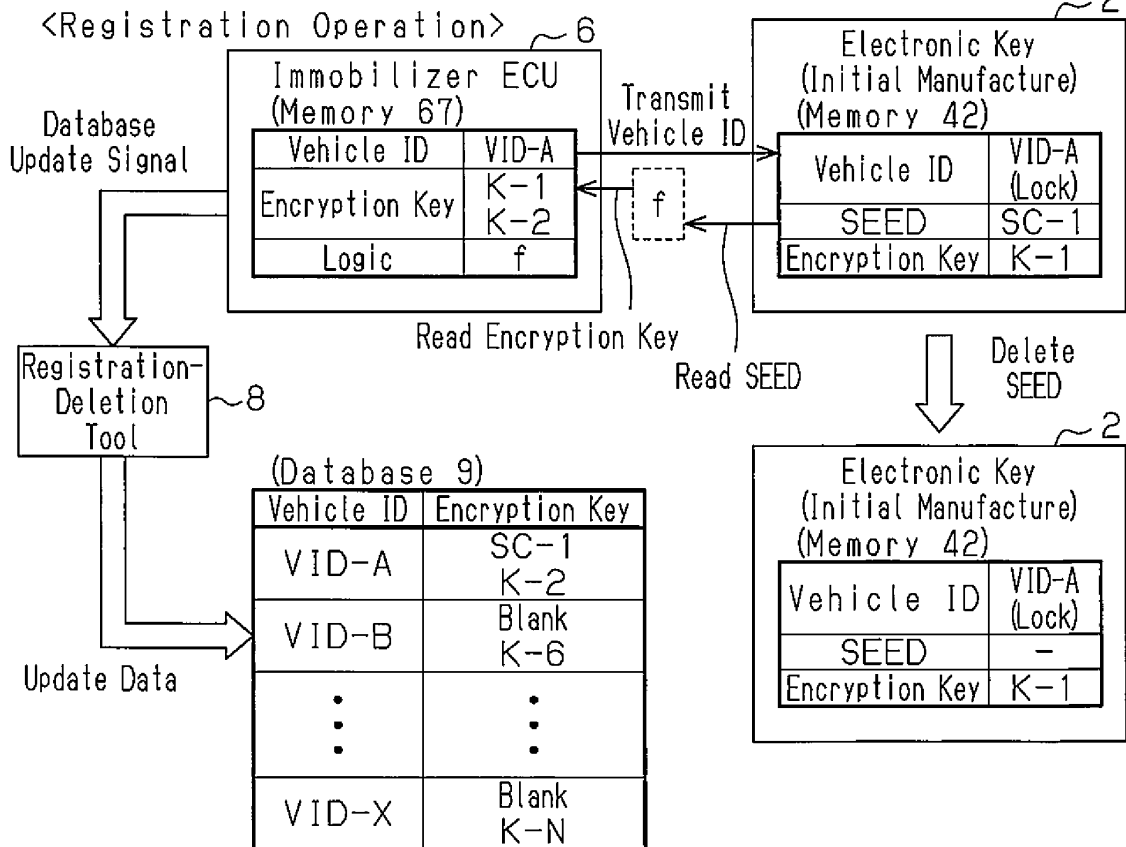 <Registration Operation>
6
Immobilizer ECU
(Memory 67)
Vehicle ID VID-A
Encryption Key K-1
K-2
Logic f
Database
Update Signal
Transmit
Vehicle ID
f
Read Encryption Key
Read SEED
2
Electronic Key
(Initial Manufacture)
(Memory 42)
Vehicle ID VID-A
(Lock)
SEED SC-1
Encryption Key K-1
Delete
SEED
Registration-
Deletion
Tool
8
Update Data
(Database 9)
Vehicle ID Encryption Key
VID-A SC-1
K-2
VID-B Blank
K-6
VID-X Blank
K-N
2
Electronic Key
(Initial Manufacture)
(Memory 42)
Vehicle ID VID-A
(Lock)
SEED –
Encryption Key K-1